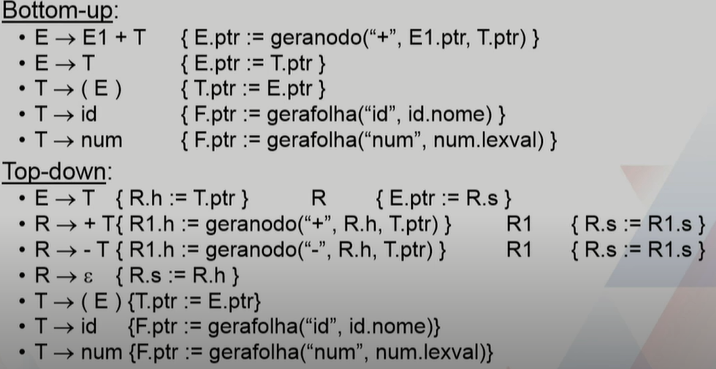 Bottom-up:
• E → E1 + T { E.ptr := geranodo(“+”, E1.ptr, T.ptr) }
• E → T { E.ptr := T.ptr }
• T → ( E ) { T.ptr := E.ptr }
• T → id { F.ptr := gerafolha(“id”, id.nome) }
• T → num { F.ptr := gerafolha(“num”, num.lexval) }
Top-down:
• E → T { R.h := T.ptr } R { E.ptr := R.s }
• R → + T{ R1.h := geranodo(“+”, R.h, T.ptr) } R1 { R.s := R1.s }
• R → - T { R1.h := geranodo(“-”, R.h, T.ptr) } R1 { R.s := R1.s }
• R → ε { R.s := R.h }
• T → ( E ) {T.ptr := E.ptr}
• T → id {F.ptr := gerafolha(“id”, id.nome)}
• T → num {F.ptr := gerafolha(“num”, num.lexval)}